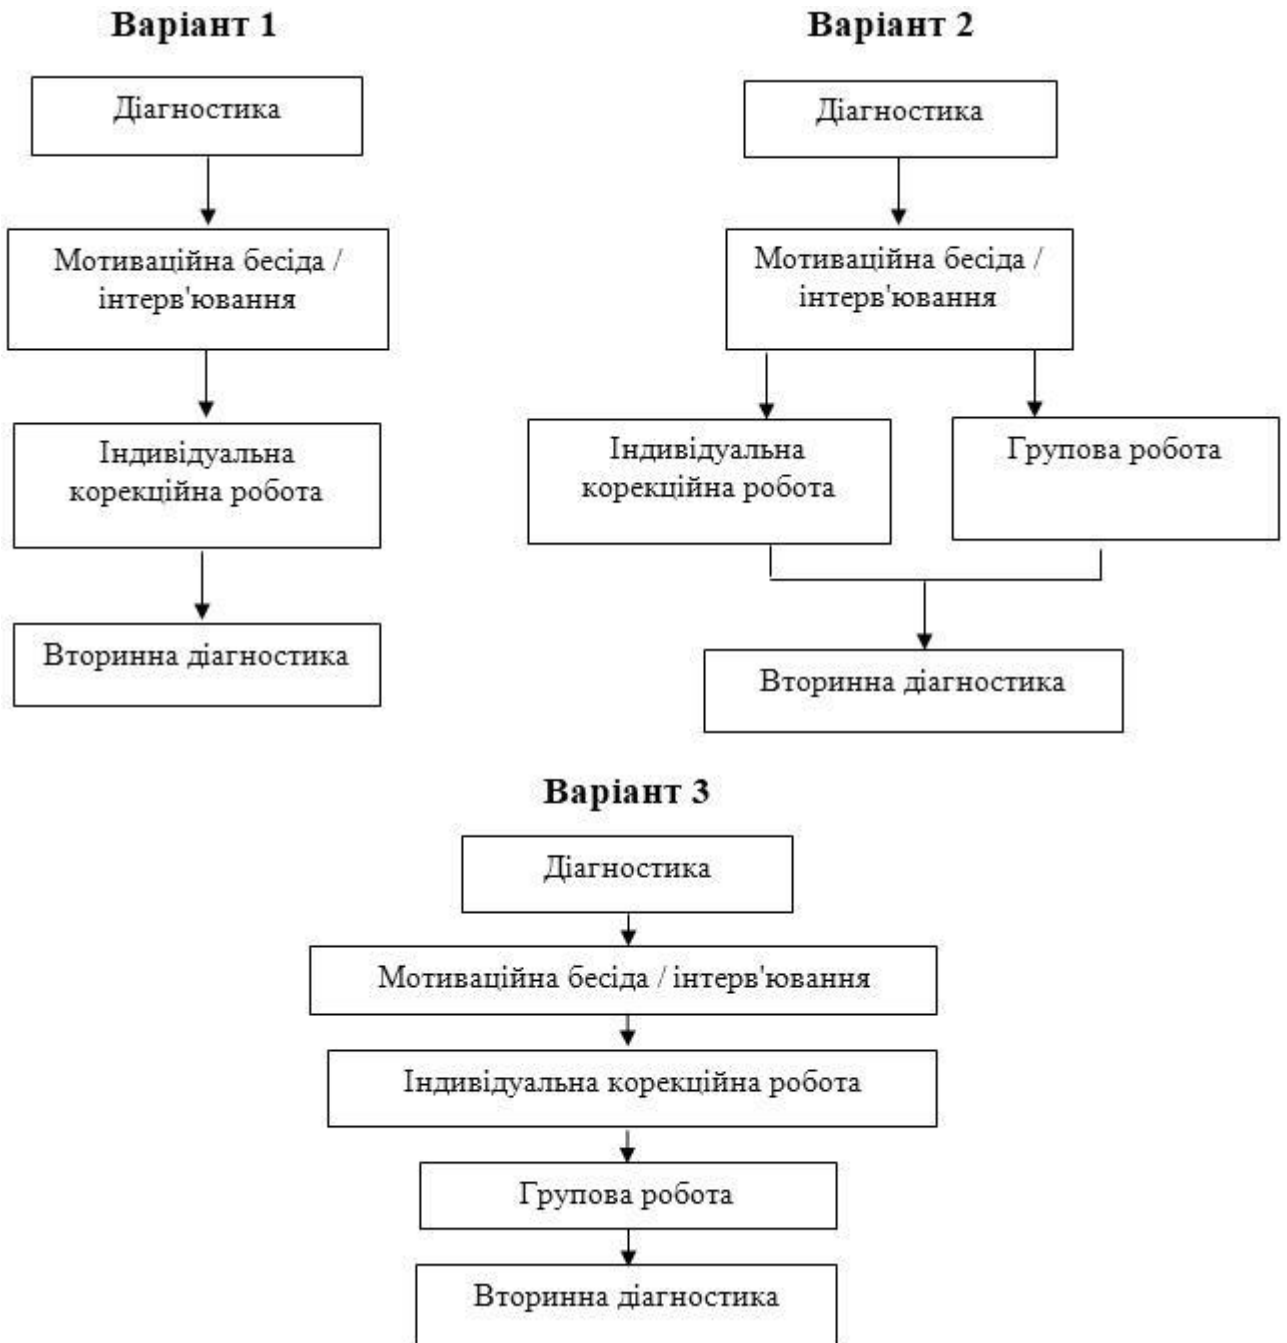 Варіант 1
Діагностика
Мотиваційна бесіда /
інтерв'ювання
Індивідуальна
корекційна робота
Вторинна діагностика
Варіант 2
Діагностика
Мотиваційна бесіда /
інтерв'ювання
Індивідуальна
корекційна робота
Групова робота
Вторинна діагностика
Варіант 3
Діагностика
Мотиваційна бесіда / інтерв'ювання
Індивідуальна корекційна робота
Групова робота
Вторинна діагностика